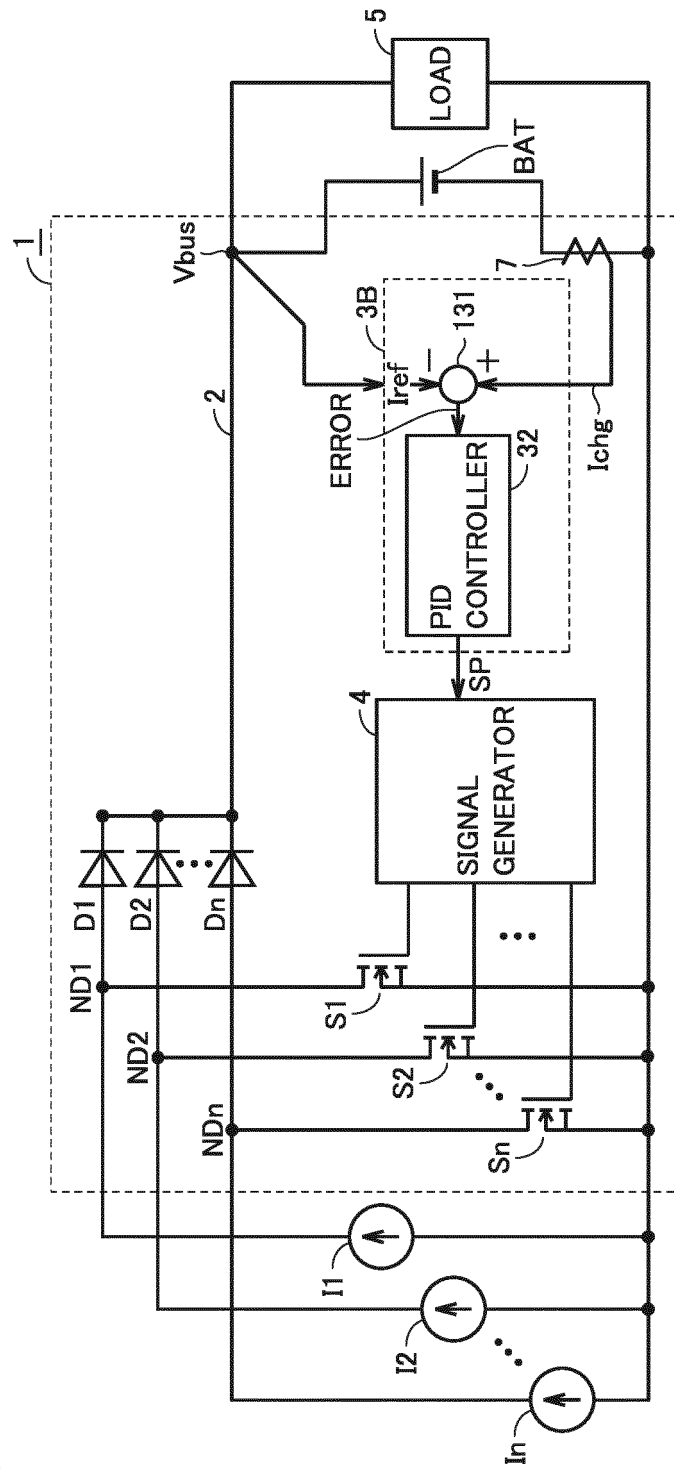 1
Vbus
2
5
LOAD
BAT
7
3B
Iref
−
+
131
ERROR
PID
CONTROLLER
32
Ichg
SP
4
SIGNAL
GENERATOR
D1
D2
Dn
ND1
ND2
NDn
S1
S2
Sn
I1
I2
In